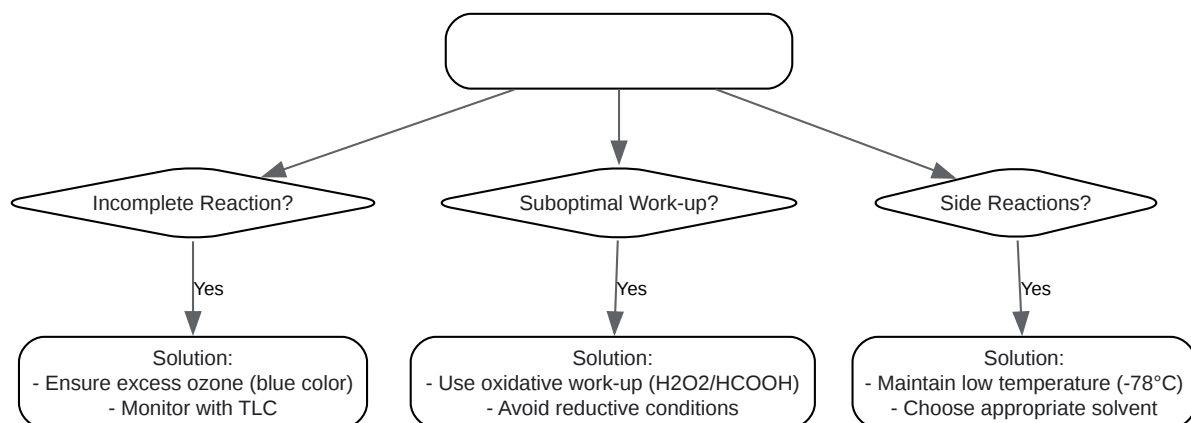 Incomplete Reaction?
Suboptimal Work-up?
Side Reactions?
Yes
Yes
Yes
Solution:
- Ensure excess ozone (blue color)
- Monitor with TLC
Solution:
- Use oxidative work-up (H2O2/HCOOH)
- Avoid reductive conditions
Solution:
- Maintain low temperature (-78°C)
- Choose appropriate solvent